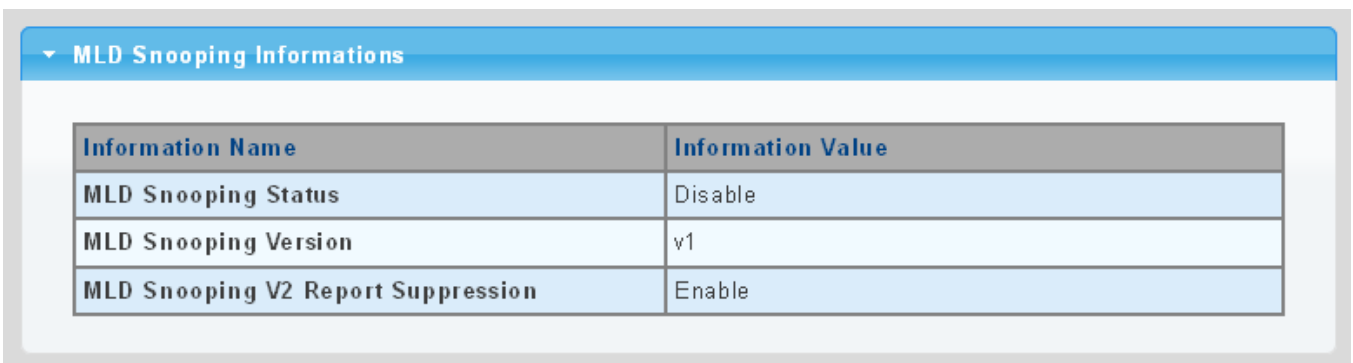 MLD Snooping Informations
Information Name Information Value
MLD Snooping Status Disable
MLD Snooping Version v1
MLD Snooping V2 Report Suppression Enable